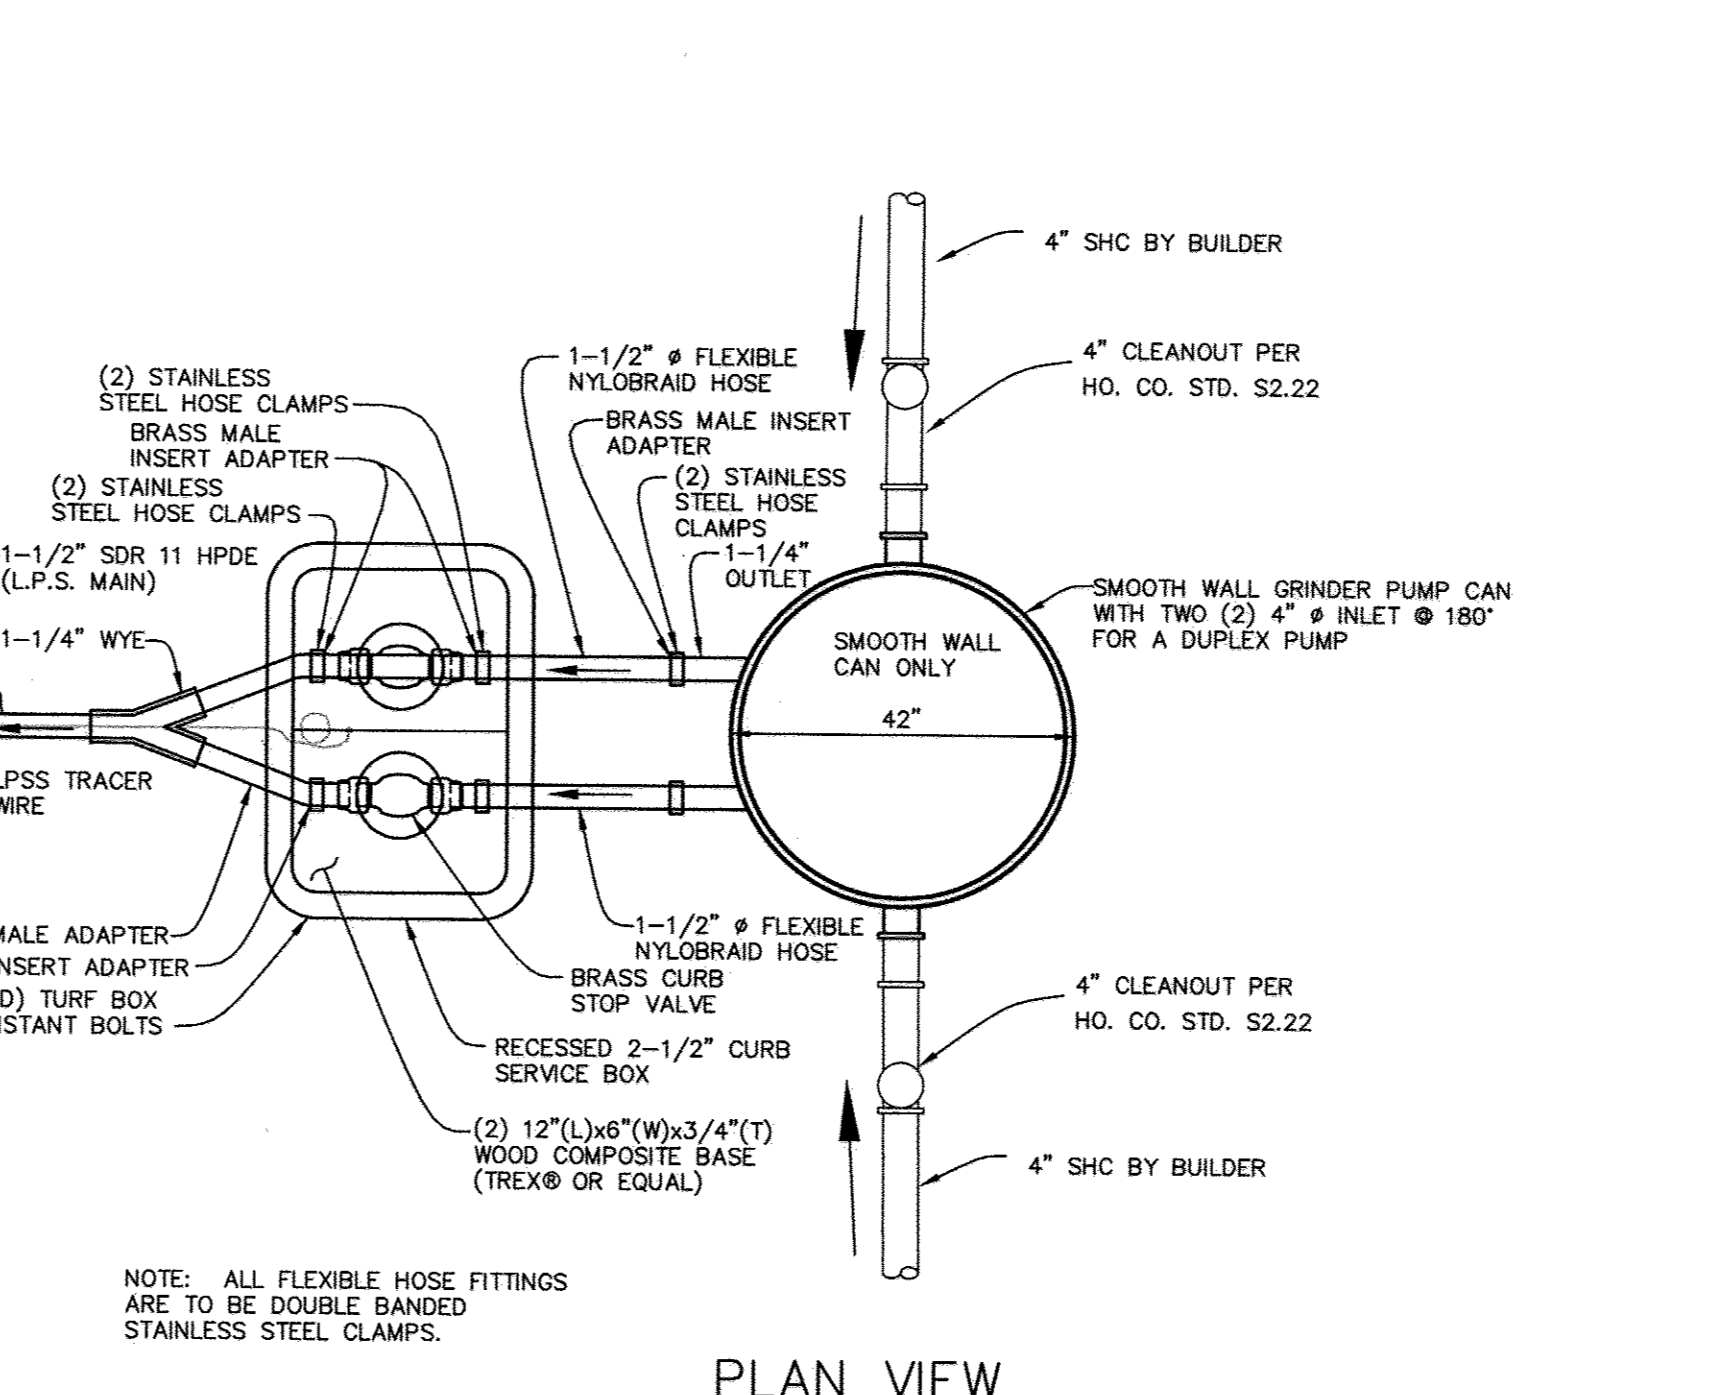 4" SHC BY BUILDER
4" CLEANOUT PER
HO. CO. STD. S2.22
1-1/2" ø FLEXIBLE
NYLOBRAID HOSE
(2) STAINLESS
STEEL HOSE CLAMPS
BRASS MALE INSERT
ADAPTER
BRASS MALE
INSERT ADAPTER
(2) STAINLESS
STEEL HOSE
CLAMPS
(2) STAINLESS
STEEL HOSE CLAMPS
1-1/4"
OUTLET
1-1/2" SDR 11 HPDE
(L.P.S. MAIN)
SMOOTH WALL GRINDER PUMP CAN
WITH TWO (2) 4" ø INLET @ 180°
FOR A DUPLEX PUMP
1-1/4" WYE
SMOOTH WALL
CAN ONLY
42"
LPSS TRACER
WIRE
MALE ADAPTER
INSERT ADAPTER
D) TURF BOX
ISTANT BOLTS
1-1/2" ø FLEXIBLE
NYLOBRAID HOSE
BRASS CURB
STOP VALVE
RECESSED 2-1/2" CURB
SERVICE BOX
(2) 12"(L)x6"(W)x3/4"(T)
WOOD COMPOSITE BASE
(TREX® OR EQUAL)
4" CLEANOUT PER
HO. CO. STD. S2.22
4" SHC BY BUILDER
NOTE: ALL FLEXIBLE HOSE FITTINGS
ARE TO BE DOUBLE BANDED
STAINLESS STEEL CLAMPS.
PLAN VIEW